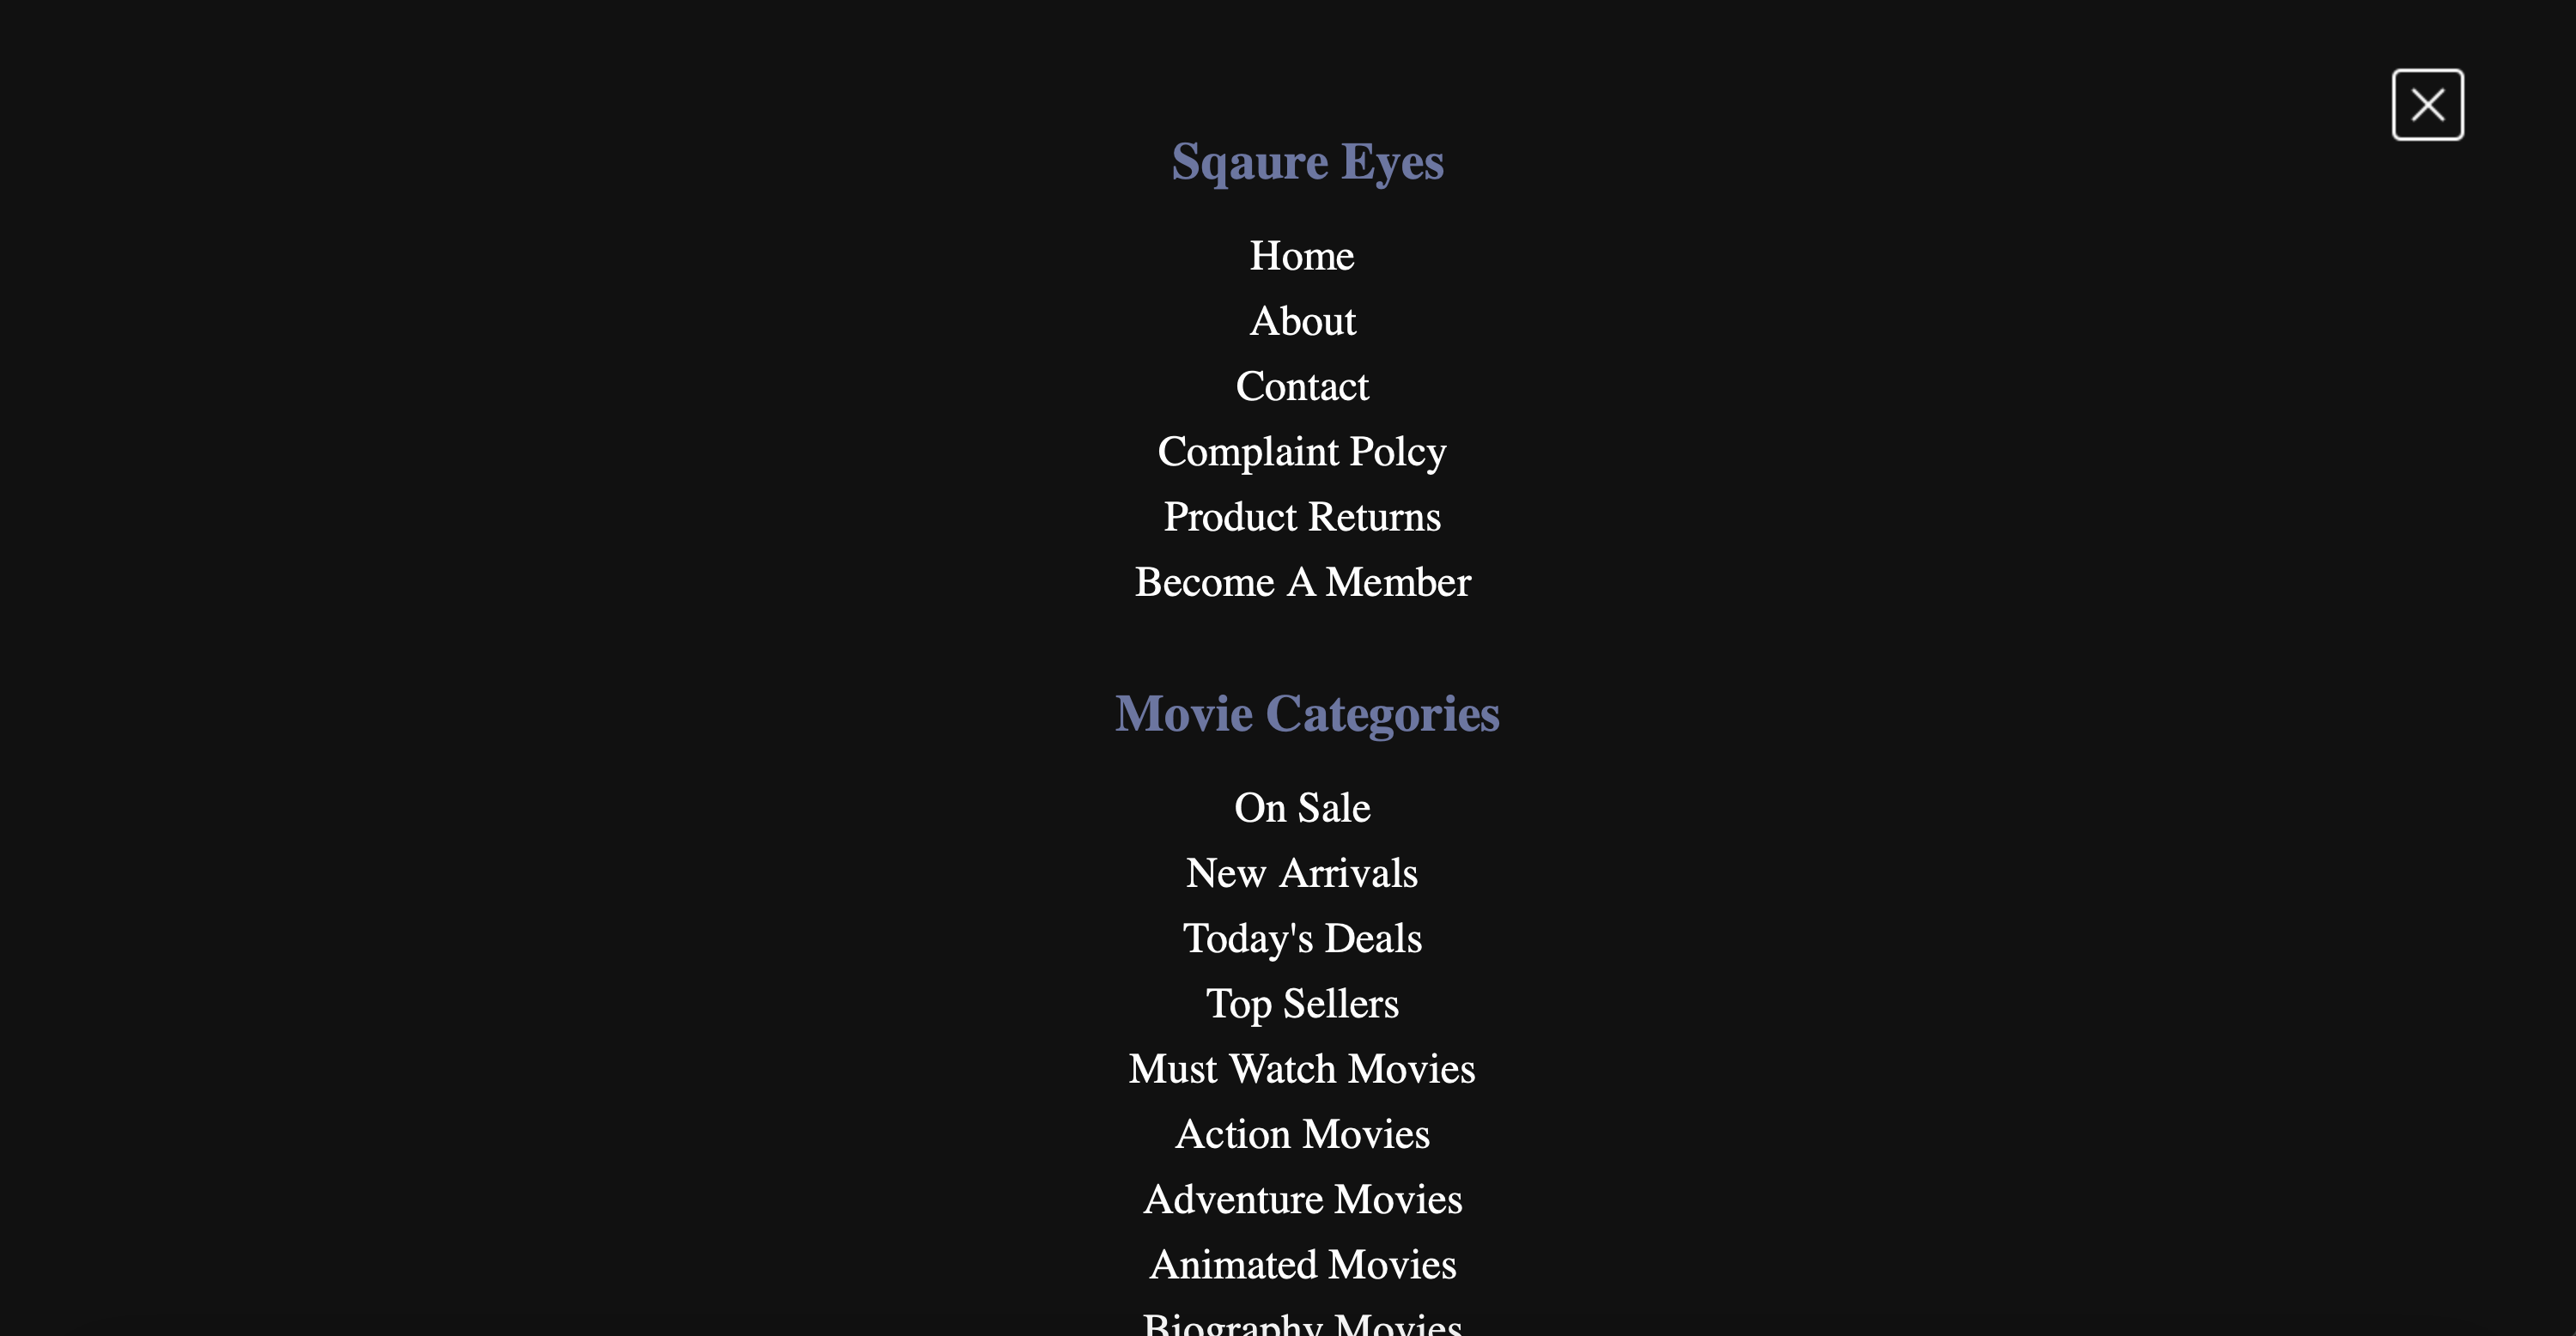 Sqaure Eyes
Home
About
Contact
Complaint Polcy
Product Returns
Become A Member
Movie Categories
On Sale
New Arrivals
Today's Deals
Top Sellers
Must Watch Movies
Action Movies
Adventure Movies
Animated Movies
Biography Movies